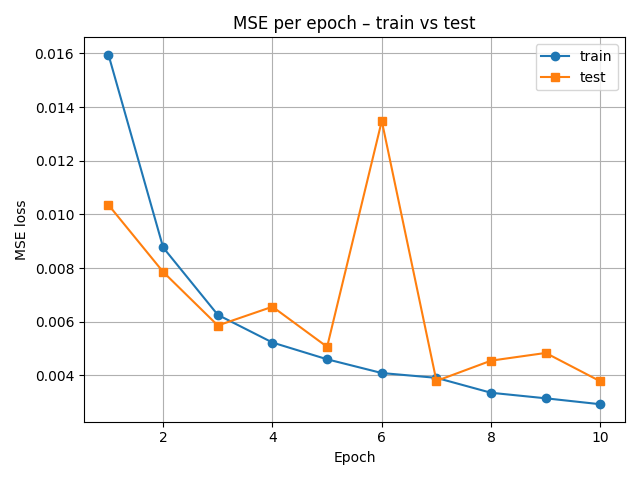 MSE per epoch – train vs test
train
test
MSE loss
0.016
0.014
0.012
0.010
0.008
0.006
0.004
2
4
6
8
10
Epoch